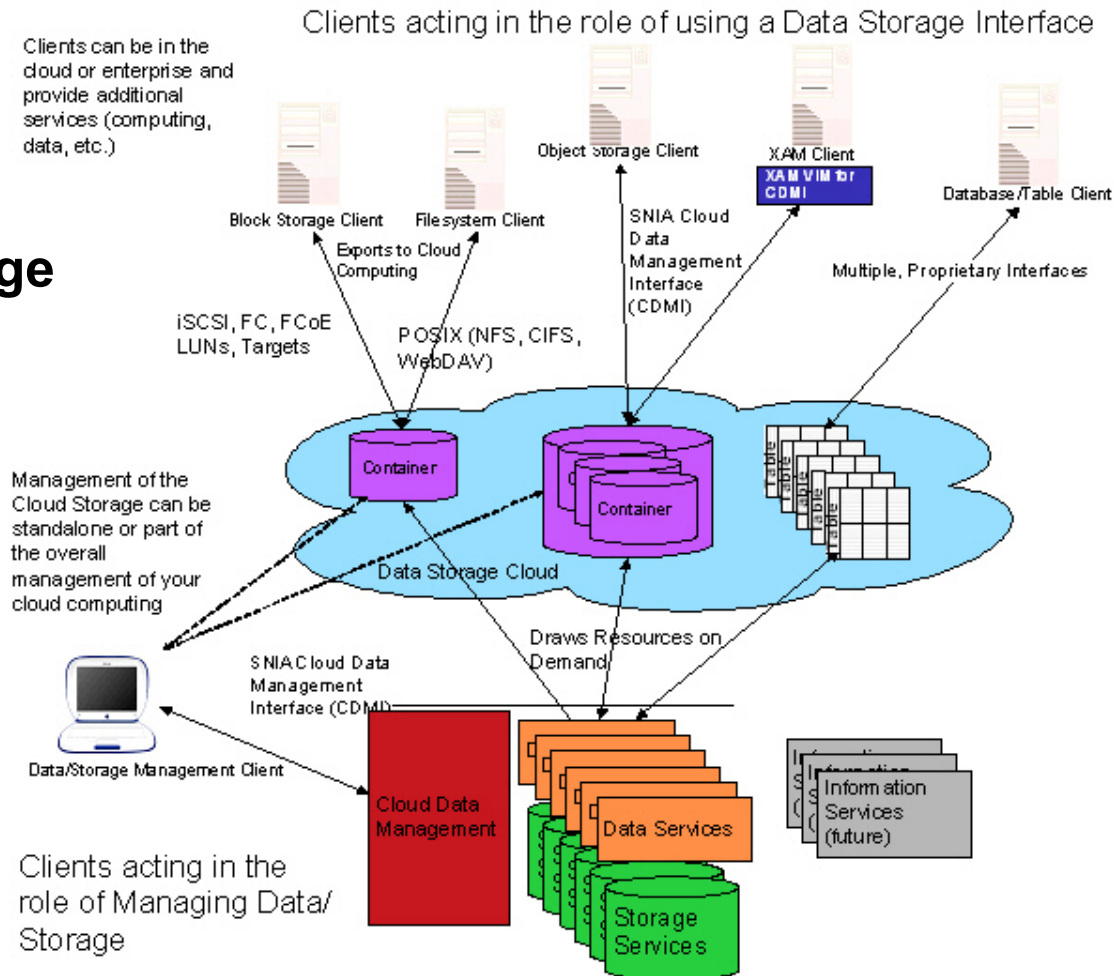 Clients acting in the role of using a Data Storage Interface
Clients can be in the
cloud or enterprise and
provide additional
services (computing,
data, etc.)
Block Storage Client
Filesystem Client
Object Storage Client
XAM Client
XAM VIM for
CDMI
Database/Table Client
Exports to Cloud
Computing
SNIA Cloud
Data
Management
Interface
(CDMI)
Multiple, Proprietary Interfaces
ge
iSCSI, FC, FCoE
LUNs, Targets
POSIX (NFS, CIFS,
WebDAV)
Container
Container
Table
Table
Table
Table
Table
Management of the
Cloud Storage can be
standalone or part of
the overall
management of your
cloud computing
Data Storage Cloud
Draws Resources on
Demand
SNIA Cloud Data
Management
Interface (CDMI)
Data/Storage Management Client
Cloud Data
Management
Data Services
Storage
Services
Information
Services
(future)
Clients acting in the
role of Managing Data/
Storage